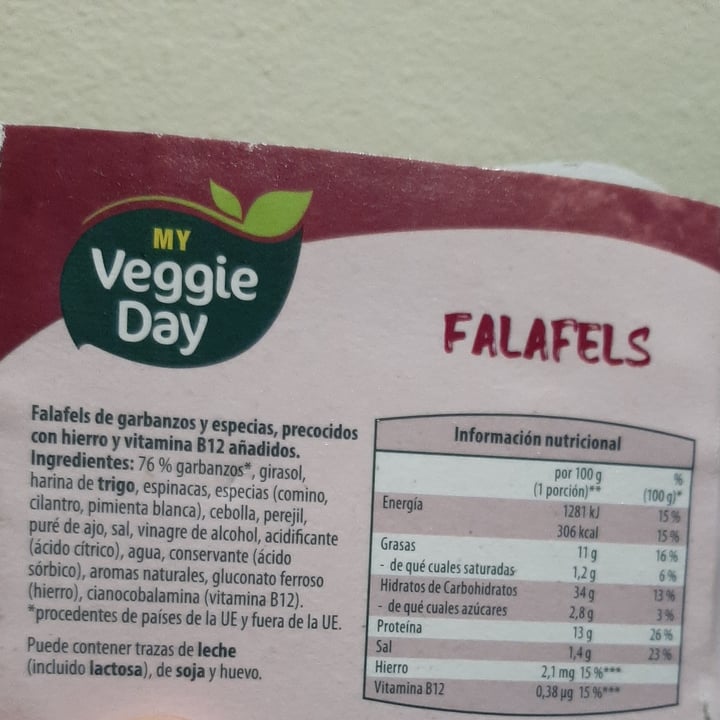 MY
Veggie
Day
FALAFELS
Falafels de garbanzos y especias, precocidos
con hierro y vitamina B12 añadidos.
Ingredientes: 76 % garbanzos*, girasol,
harina de trigo, espinacas, especias (comino,
cilantro, pimienta blanca), cebolla, perejil,
puré de ajo, sal, vinagre de alcohol, acidificante
(ácido cítrico), agua, conservante (ácido
sórbico), aromas naturales, gluconato ferroso
(hierro), cianocobalamina (vitamina B12).
*procedentes de países de la UE y fuera de la UE.
Puede contener trazas de leche
(incluido lactosa), de soja y huevo.
Información nutricional
por 100 g %
(1 porción)** (100 g)*
Energía 1281 kJ 15 %
306 kcal 15 %
Grasas 11 g 16 %
- de qué cuales saturadas 1,2 g 6 %
Hidratos de Carbohidratos 34 g 13 %
- de qué cuales azúcares 2,8 g 3 %
Proteína 13 g 26 %
Sal 1,4 g 23 %
Hierro 2,1 mg 15 %***
Vitamina B12 0,38 µg 15 %***